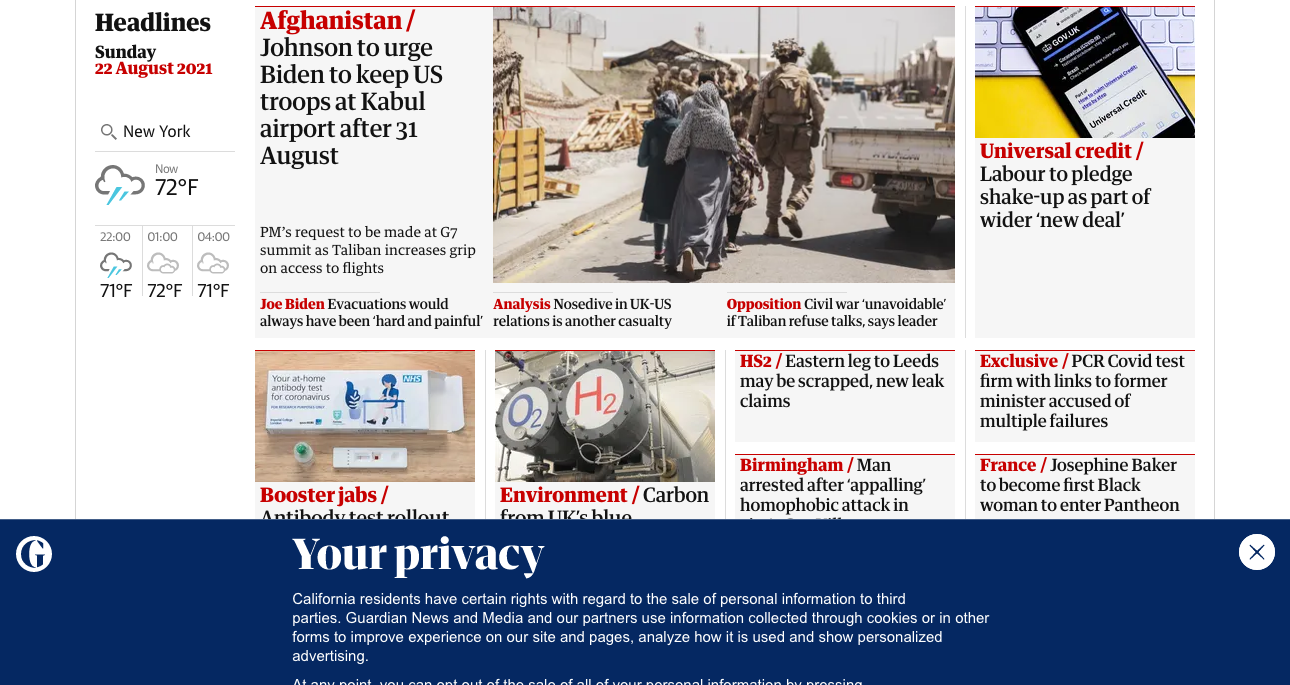 Headlines
Sunday
22 August 2021
New York
Now
72°F
22:00
01:00
04:00
71°F
72°F
71°F
Afghanistan /
Johnson to urge
Biden to keep US
troops at Kabul
airport after 31
August
PM's request to be made at G7
summit as Taliban increases grip
on access to flights
Joe Biden Evacuations would
always have been 'hard and painful'
Analysis Nosedive in UK-US
relations is another casualty
Opposition Civil war 'unavoidable'
if Taliban refuse talks, says leader
HYUNDAI
GOV.UK
Universal Credit
Universal credit /
Labour to pledge
shake-up as part of
wider 'new deal'
Your at-home
antibody test
for coronavirus
NHS
FOR RESEARCH PURPOSES ONLY
Booster jabs /
Antibody test rollout
O2
H2
Environment / Carbon
from UK's blue
HS2 / Eastern leg to Leeds
may be scrapped, new leak
claims
Birmingham / Man
arrested after 'appalling'
homophobic attack in
Exclusive / PCR Covid test
firm with links to former
minister accused of
multiple failures
France / Josephine Baker
to become first Black
woman to enter Pantheon
G
Your privacy
California residents have certain rights with regard to the sale of personal information to third
parties. Guardian News and Media and our partners use information collected through cookies or in other
forms to improve experience on our site and pages, analyze how it is used and show personalized
advertising.
At any point, you can opt out of the sale of all of your personal information by pressing